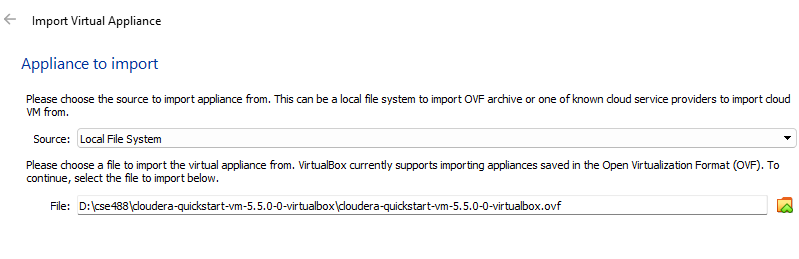 Import Virtual Appliance
Appliance to import
Please choose the source to import appliance from. This can be a local file system to import OVF archive or one of known cloud service providers to import cloud
VM from.
Source: Local File System
Please choose a file to import the virtual appliance from. VirtualBox currently supports importing appliances saved in the Open Virtualization Format (OVF). To
continue, select the file to import below.
File: D:\cse488\cloudera-quickstart-vm-5.5.0-0-virtualbox\cloudera-quickstart-vm-5.5.0-0-virtualbox.ovf